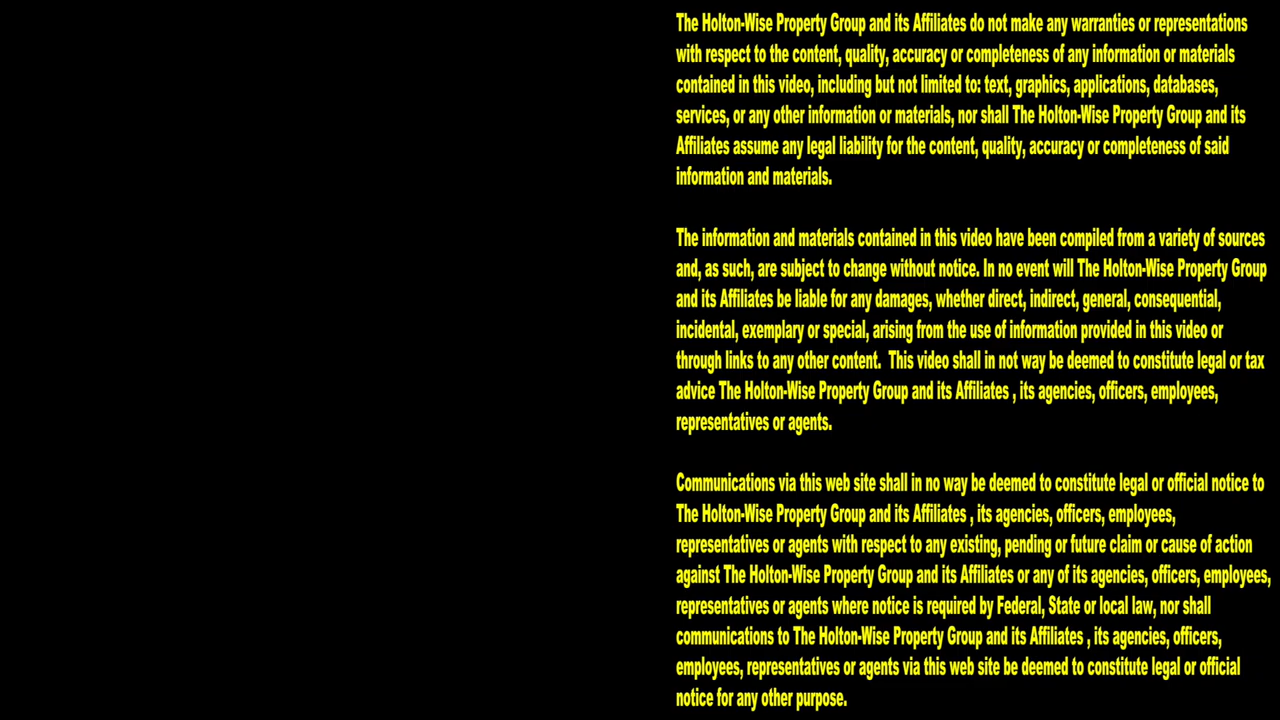 The Holton-Wise Property Group and its Affiliates do not make any warranties or representations
with respect to the content, quality, accuracy or completeness of any information or materials
contained in this video, including but not limited to: text, graphics, applications, databases,
services, or any other information or materials, nor shall The Holton-Wise Property Group and its
Affiliates assume any legal liability for the content, quality, accuracy or completeness of said
information and materials.
The information and materials contained in this video have been compiled from a variety of sources
and, as such, are subject to change without notice. In no event will The Holton-Wise Property Group
and its Affiliates be liable for any damages, whether direct, indirect, general, consequential,
incidental, exemplary or special, arising from the use of information provided in this video or
through links to any other content.  This video shall in not way be deemed to constitute legal or tax
advice The Holton-Wise Property Group and its Affiliates , its agencies, officers, employees,
representatives or agents.
Communications via this web site shall in no way be deemed to constitute legal or official notice to
The Holton-Wise Property Group and its Affiliates , its agencies, officers, employees,
representatives or agents with respect to any existing, pending or future claim or cause of action
against The Holton-Wise Property Group and its Affiliates or any of its agencies, officers, employees,
representatives or agents where notice is required by Federal, State or local law, nor shall
communications to The Holton-Wise Property Group and its Affiliates , its agencies, officers,
employees, representatives or agents via this web site be deemed to constitute legal or official
notice for any other purpose.